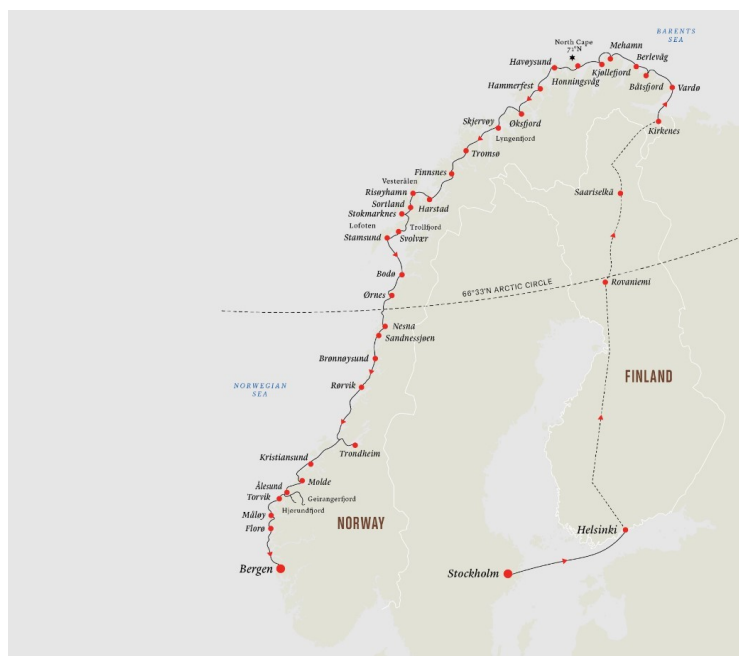 BARENTS
SEA
Mehamn
North Cape
71°N
Berlevåg
Havøysund
Kjøllefjord
Honningsvåg
Båtsfjord
Hammerfest
Vardø
Øksfjord
Skjervøy
Kirkenes
Lyngenfjord
Tromsø
Finnsnes
Vesterålen
Risøyhamn
Saariselkä
Sortland
Harstad
Stokmarknes
Lofoten
Trollfjord
Stamsund
Svolvær
Bodø
Rovaniemi
66°33'N ARCTIC CIRCLE
Ørnes
Nesna
Sandnessjøen
Brønnøysund
FINLAND
NORWEGIAN
SEA
Rørvik
Trondheim
Kristiansund
Molde
Ålesund
Torvik
Geirangerfjord
Hjørundfjord
Måløy
NORWAY
Florø
Helsinki
Bergen
Stockholm